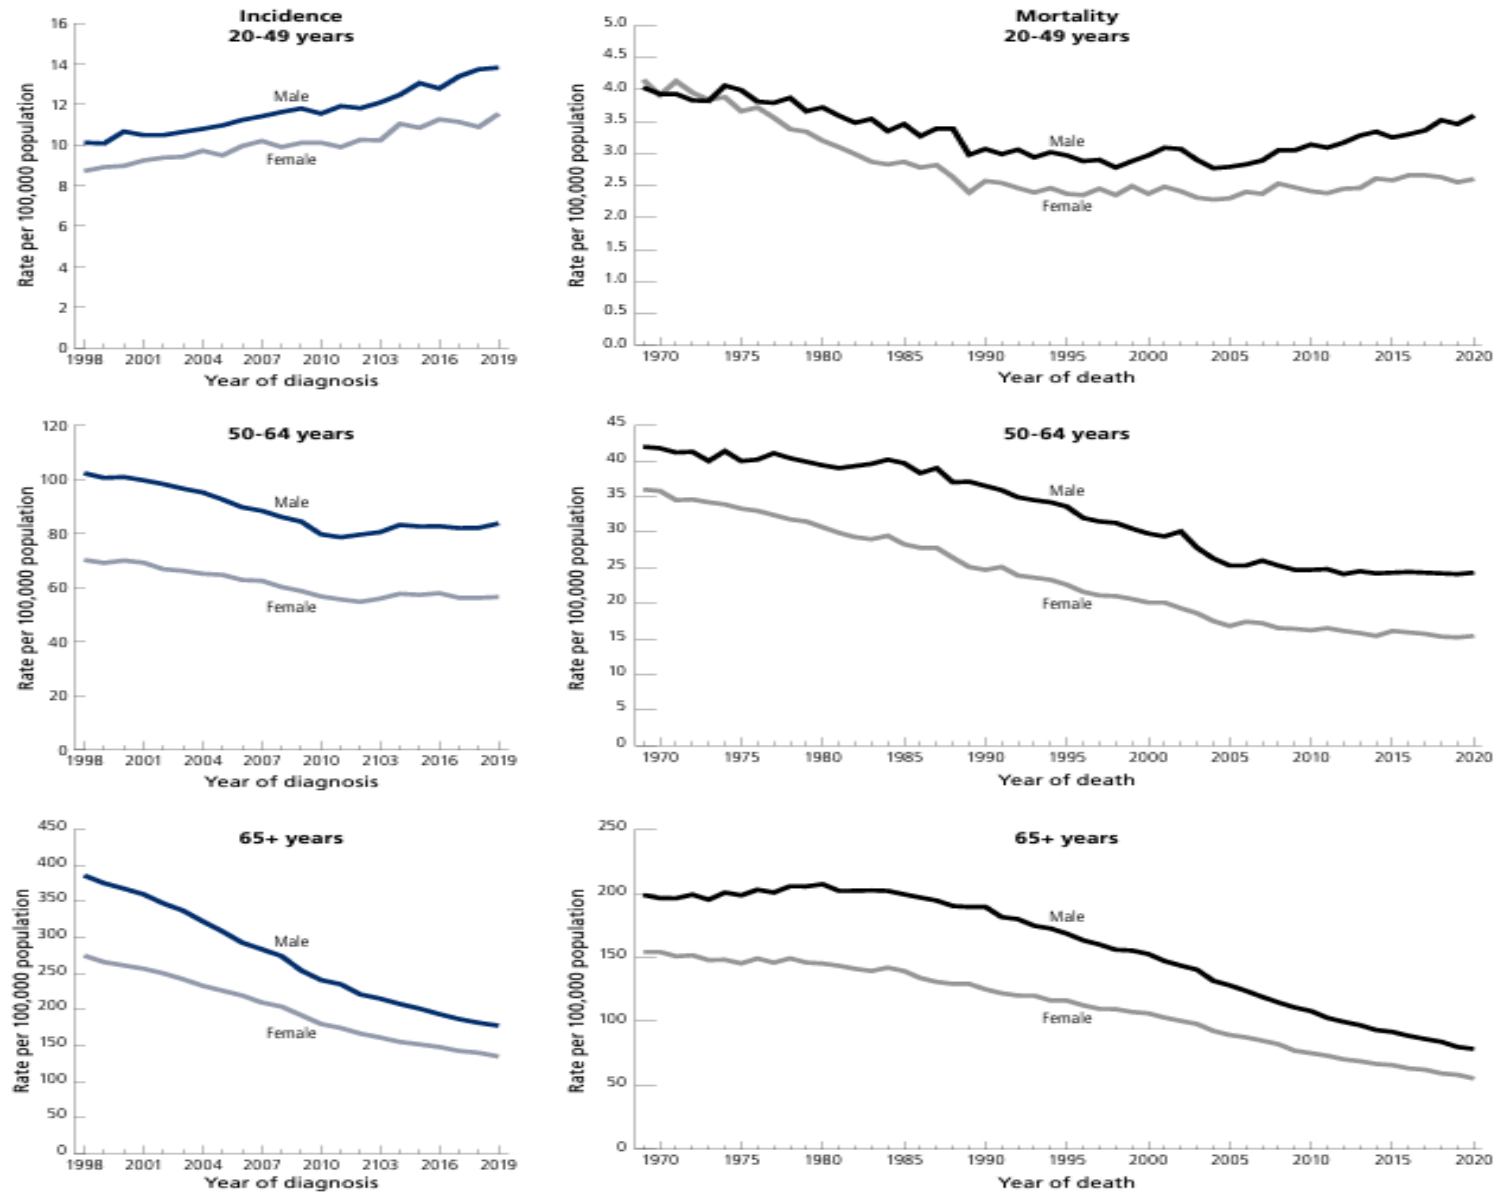 Incidence
20-49 years
16
14
12
10
8
6
4
2
0
Rate per 100,000 population
Male
Female
1998 2001 2004 2007 2010 2103 2016 2019
Year of diagnosis
Mortality
20-49 years
5.0
4.5
4.0
3.5
3.0
2.5
2.0
1.5
1.0
0.5
0.0
Rate per 100,000 population
Male
Female
1970 1975 1980 1985 1990 1995 2000 2005 2010 2015 2020
Year of death
50-64 years
120
100
80
60
40
20
0
Rate per 100,000 population
Male
Female
1998 2001 2004 2007 2010 2103 2016 2019
Year of diagnosis
50-64 years
45
40
35
30
25
20
15
10
5
0
Rate per 100,000 population
Male
Female
1970 1975 1980 1985 1990 1995 2000 2005 2010 2015 2020
Year of death
65+ years
450
400
350
300
250
200
150
100
50
0
Rate per 100,000 population
Male
Female
1998 2001 2004 2007 2010 2103 2016 2019
Year of diagnosis
65+ years
250
200
150
100
50
0
Rate per 100,000 population
Male
Female
1970 1975 1980 1985 1990 1995 2000 2005 2010 2015 2020
Year of death